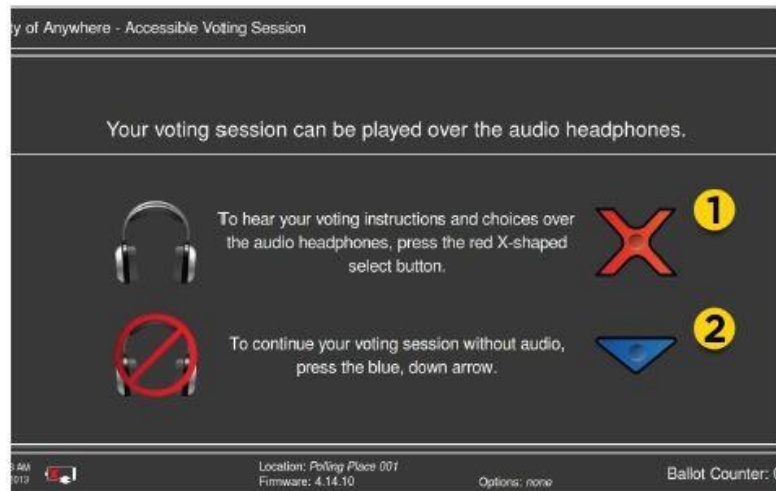 y of Anywhere - Accessible Voting Session
Your voting session can be played over the audio headphones.
To hear your voting instructions and choices over
the audio headphones, press the red X-shaped
select button.
1
To continue your voting session without audio,
press the blue, down arrow.
2
AM
2013
Location: Polling Place 001
Firmware: 4.14.10
Options: none
Ballot Counter: